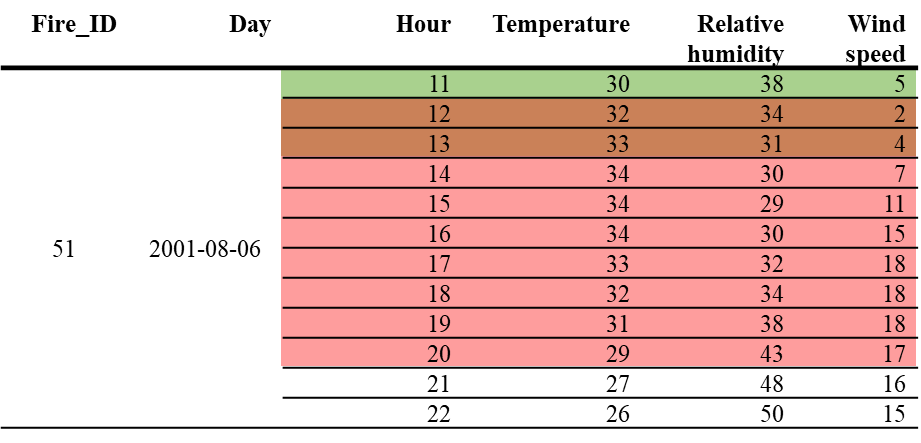 Fire_ID Day Hour Temperature Relative humidity Wind speed
11 30 38 5
12 32 34 2
13 33 31 4
14 34 30 7
15 34 29 11
16 34 30 15
51 2001-08-06 17 33 32 18
18 32 34 18
19 31 38 18
20 29 43 17
21 27 48 16
22 26 50 15